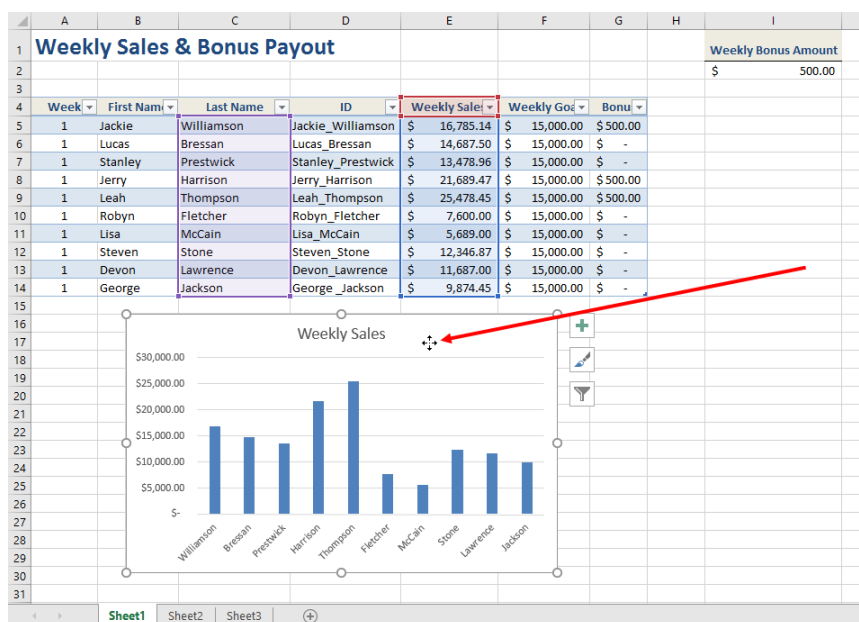 A B C D E F G H I
1 Weekly Sales & Bonus Payout Weekly Bonus Amount
2 $ 500.00
3
4 Week First Name Last Name ID Weekly Sales Weekly Goa Bonu
5 1 Jackie Williamson Jackie_Williamson $ 16,785.14 $ 15,000.00 $500.00
6 1 Lucas Bressan Lucas_Bressan $ 14,687.50 $ 15,000.00 $ -
7 1 Stanley Prestwick Stanley_Prestwick $ 13,478.96 $ 15,000.00 $ -
8 1 Jerry Harrison Jerry_Harrison $ 21,689.47 $ 15,000.00 $500.00
9 1 Leah Thompson Leah_Thompson $ 25,478.45 $ 15,000.00 $500.00
10 1 Robyn Fletcher Robyn_Fletcher $ 7,600.00 $ 15,000.00 $ -
11 1 Lisa McCain Lisa_McCain $ 5,689.00 $ 15,000.00 $ -
12 1 Steven Stone Steven_Stone $ 12,346.87 $ 15,000.00 $ -
13 1 Devon Lawrence Devon_Lawrence $ 11,687.00 $ 15,000.00 $ -
14 1 George Jackson George _Jackson $ 9,874.45 $ 15,000.00 $ -
15
16
17 Weekly Sales
18 $30,000.00
19 $25,000.00
20
21 $20,000.00
22 $15,000.00
23
24 $10,000.00
25 $5,000.00
26 $-
27
28 Williamson Bressan Prestwick Harrison Thompson Fletcher McCain Stone Lawrence Jackson
29
30
31
Sheet1 Sheet2 Sheet3